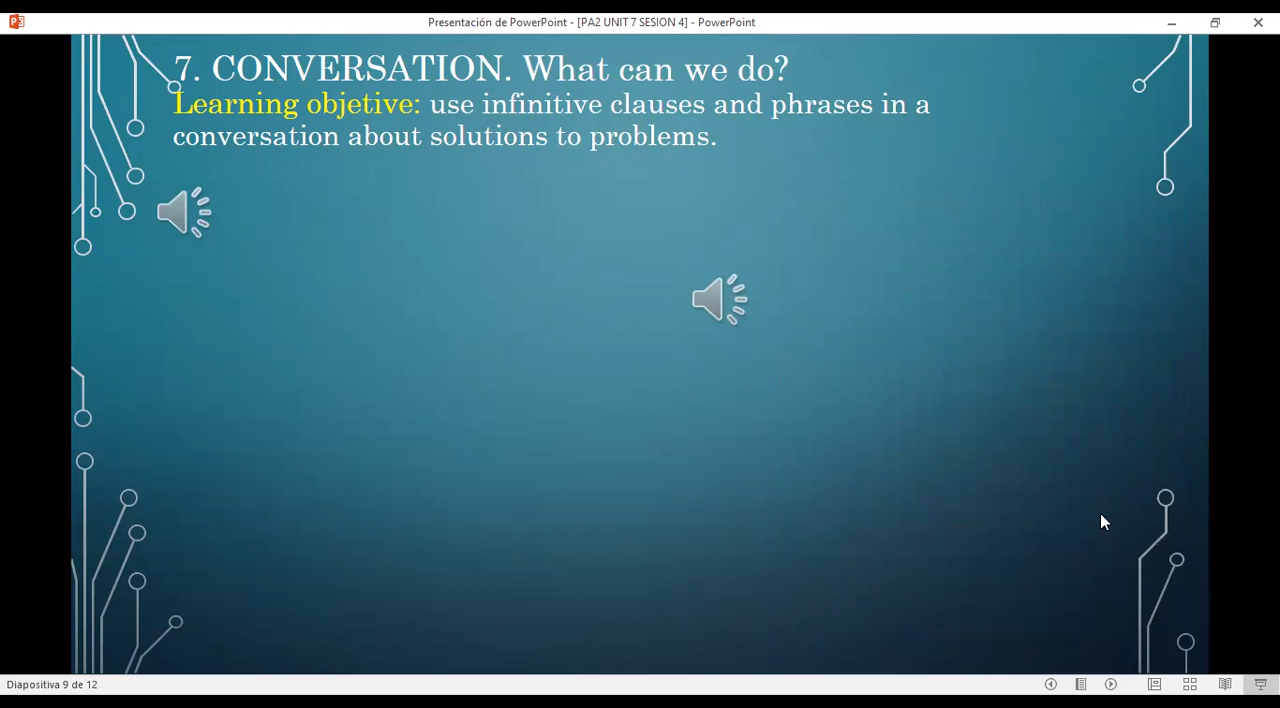 Presentación de PowerPoint - [PA2 UNIT 7 SESION 4] - PowerPoint
7. CONVERSATION. What can we do?
Learning objetive: use infinitive clauses and phrases in a
conversation about solutions to problems.
Diapositiva 9 de 12